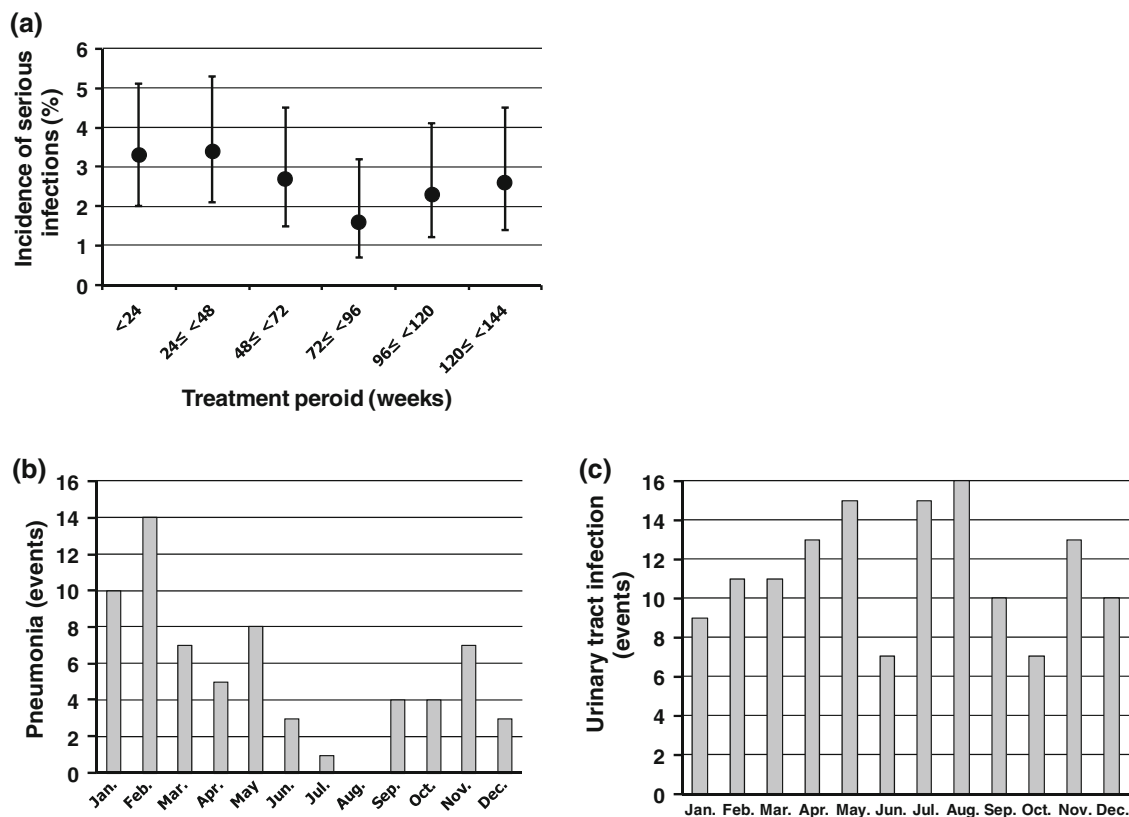 (a)
Incidence of serious
infections (%)
6
5
4
3
2
1
0
<24
24≤ <48
48≤ <72
72≤ <96
96≤ <120
120≤ <144
Treatment peroid (weeks)
(b)
Pneumonia (events)
16
14
12
10
8
6
4
2
0
Jan.
Feb.
Mar.
Apr.
May
Jun.
Jul.
Aug.
Sep.
Oct.
Nov.
Dec.
(c)
Urinary tract infection
(events)
16
14
12
10
8
6
4
2
0
Jan. Feb. Mar. Apr. May. Jun. Jul. Aug. Sep. Oct. Nov. Dec.